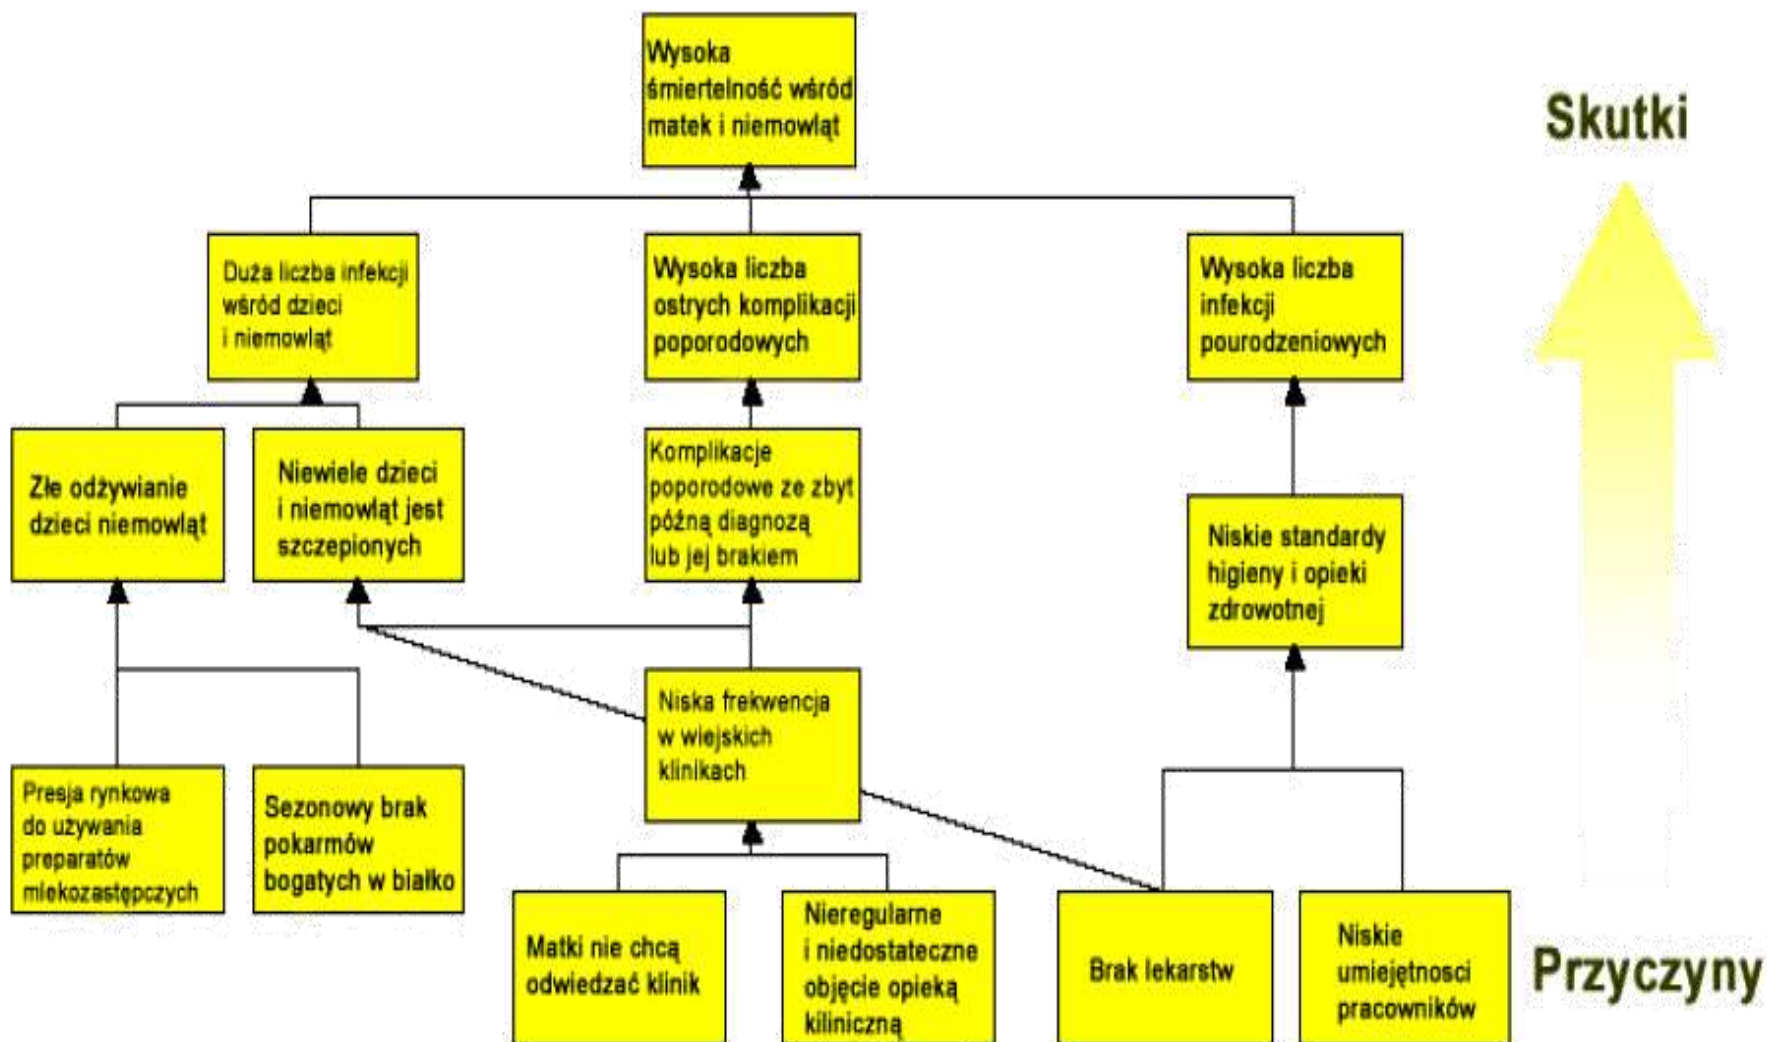 Wysoka
śmiertelność wśród
matek i niemowląt
Skutki
Duża liczba infekcji
wśród dzieci
i niemowląt
Wysoka liczba
ostrych komplikacji
poporodowych
Wysoka liczba
infekcji
pourodzeniowych
Złe odżywianie
dzieci niemowląt
Niewiele dzieci
i niemowląt jest
szczepionych
Komplikacje
poporodowe ze zbyt
późną diagnozą
lub jej brakiem
Niskie standardy
higieny i opieki
zdrowotnej
Niska frekwencja
w wiejskich
klinikach
Presja rynkowa
do używania
preparatów
mlekozastępczych
Sezonowy brak
pokarmów
bogatych w białko
Matki nie chcą
odwiedzać klinik
Nieregularne
i niedostateczne
objęcie opieką
kiliniczną
Brak lekarstw
Niskie
umiejętnosci
pracowników
Przyczyny